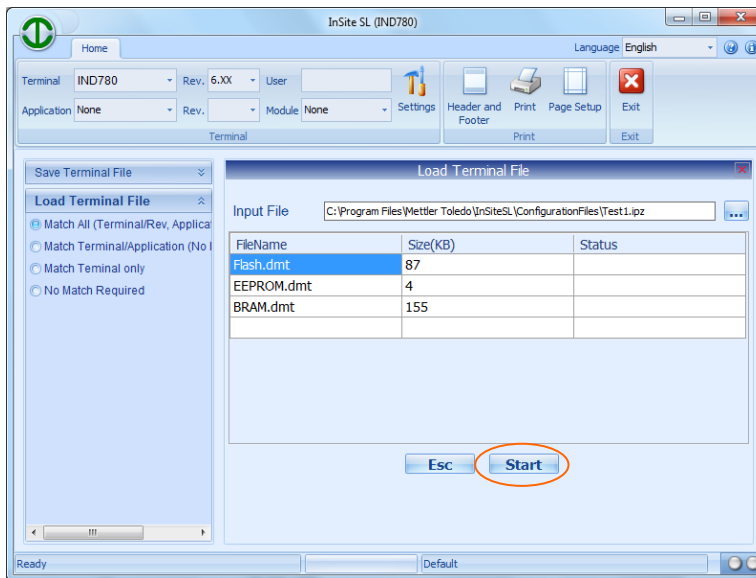 InSite SL (IND780)
Home
Language English
Terminal IND780 Rev. 6.XX User
Application None Rev. Module None
Settings
Header and Footer
Print
Page Setup
Exit
Terminal
Print
Exit
Save Terminal File
Load Terminal File
Match All (Terminal/Rev, Applica
Match Terminal/Application (No
Match Teminal only
No Match Required
Load Terminal File
Input File C:\Program Files\Mettler Toledo\InSiteSL\ConfigurationFiles\Test1.ipz ...
FileName Size(KB) Status
Flash.dmt 87
EEPROM.dmt 4
BRAM.dmt 155
Esc Start
Ready Default